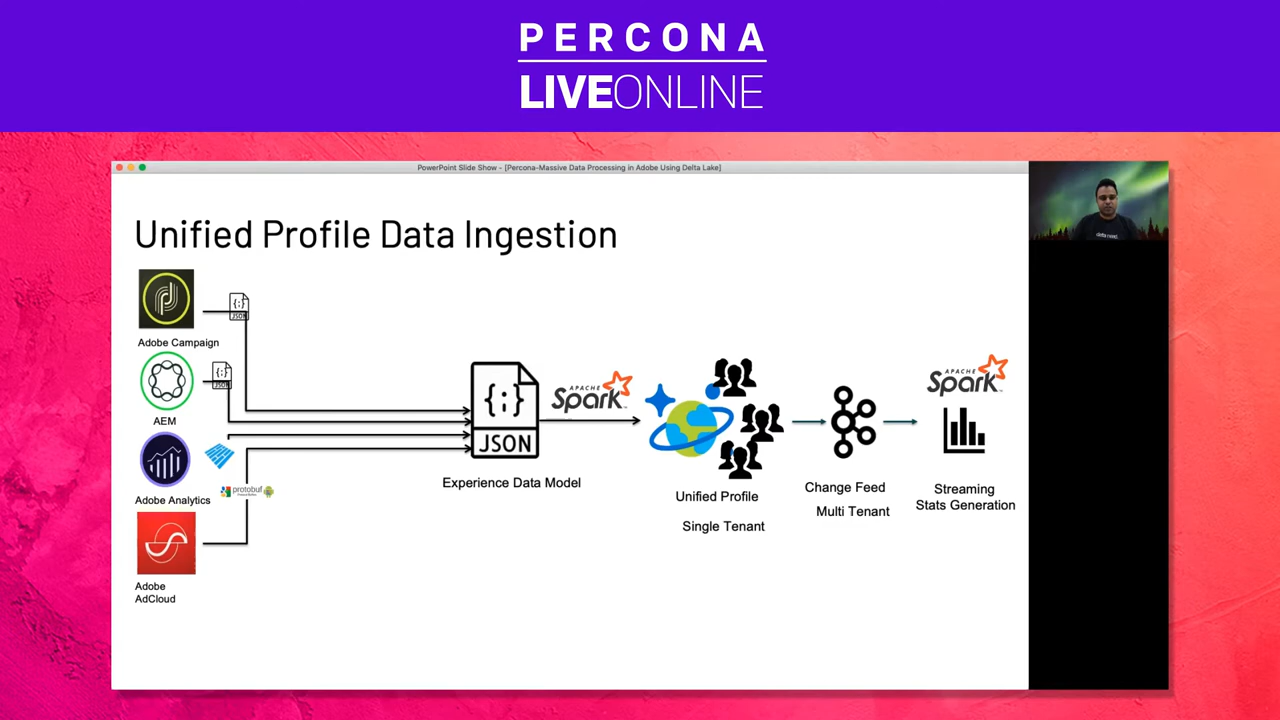 PERCONA
LIVEONLINE
PowerPoint Slide Show - [Percona-Massive Data Processing in Adobe Using Delta Lake]
Unified Profile Data Ingestion
{;}
JSON
Adobe Campaign
{;}
JSON
AEM
Adobe Analytics
protobuf
Adobe
AdCloud
{;}
JSON
Experience Data Model
APACHE
Spark
Unified Profile
Single Tenant
Change Feed
Multi Tenant
APACHE
Spark
Streaming
Stats Generation